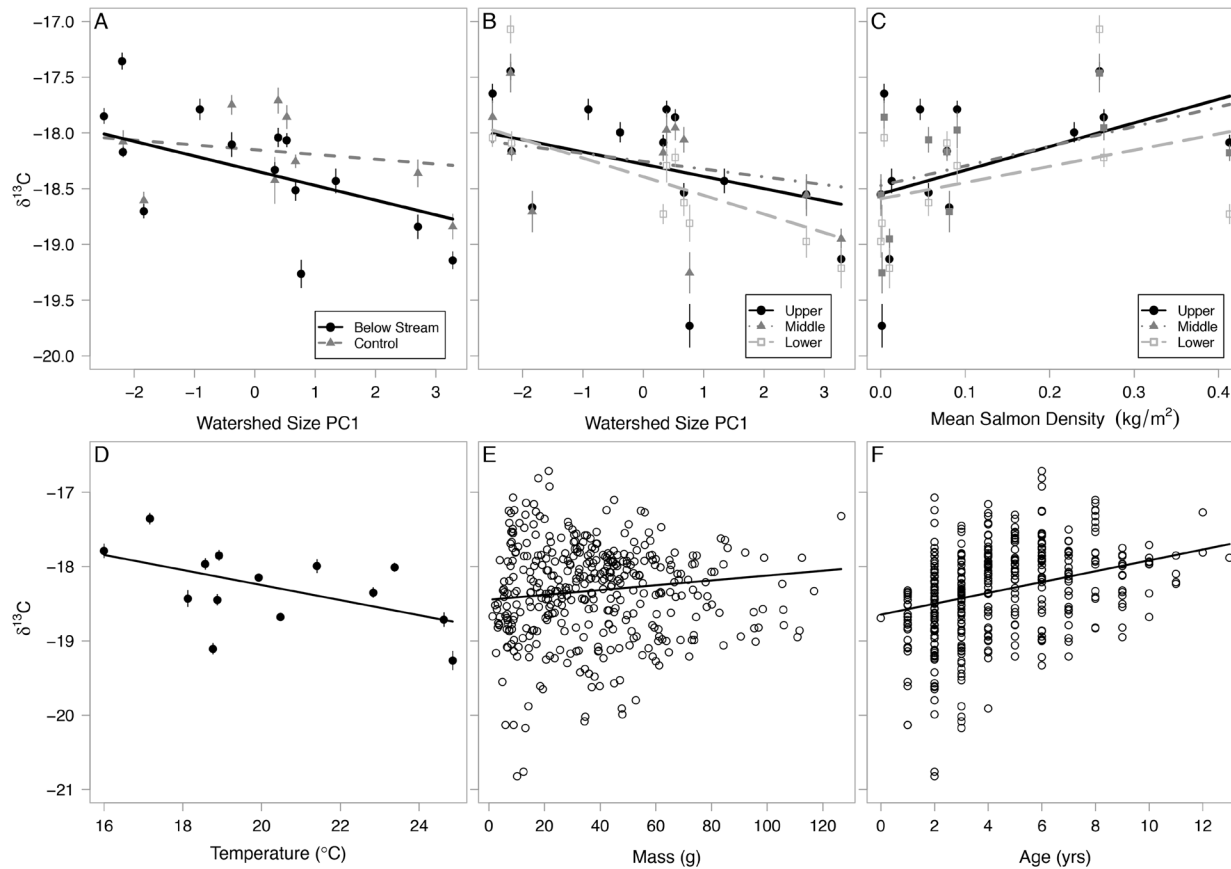 A
B
C
δ13C
−17.0
−17.5
−18.0
−18.5
−19.0
−19.5
−20.0
Below Stream
Control
Upper
Middle
Lower
Upper
Middle
Lower
−2 −1 0 1 2 3
−2 −1 0 1 2 3
0.0 0.1 0.2 0.3 0.4
Watershed Size PC1
Watershed Size PC1
Mean Salmon Density (kg/m2)
D
E
F
δ13C
−17
−18
−19
−20
−21
16 18 20 22 24
0 20 40 60 80 100 120
0 2 4 6 8 10 12
Temperature (°C)
Mass (g)
Age (yrs)